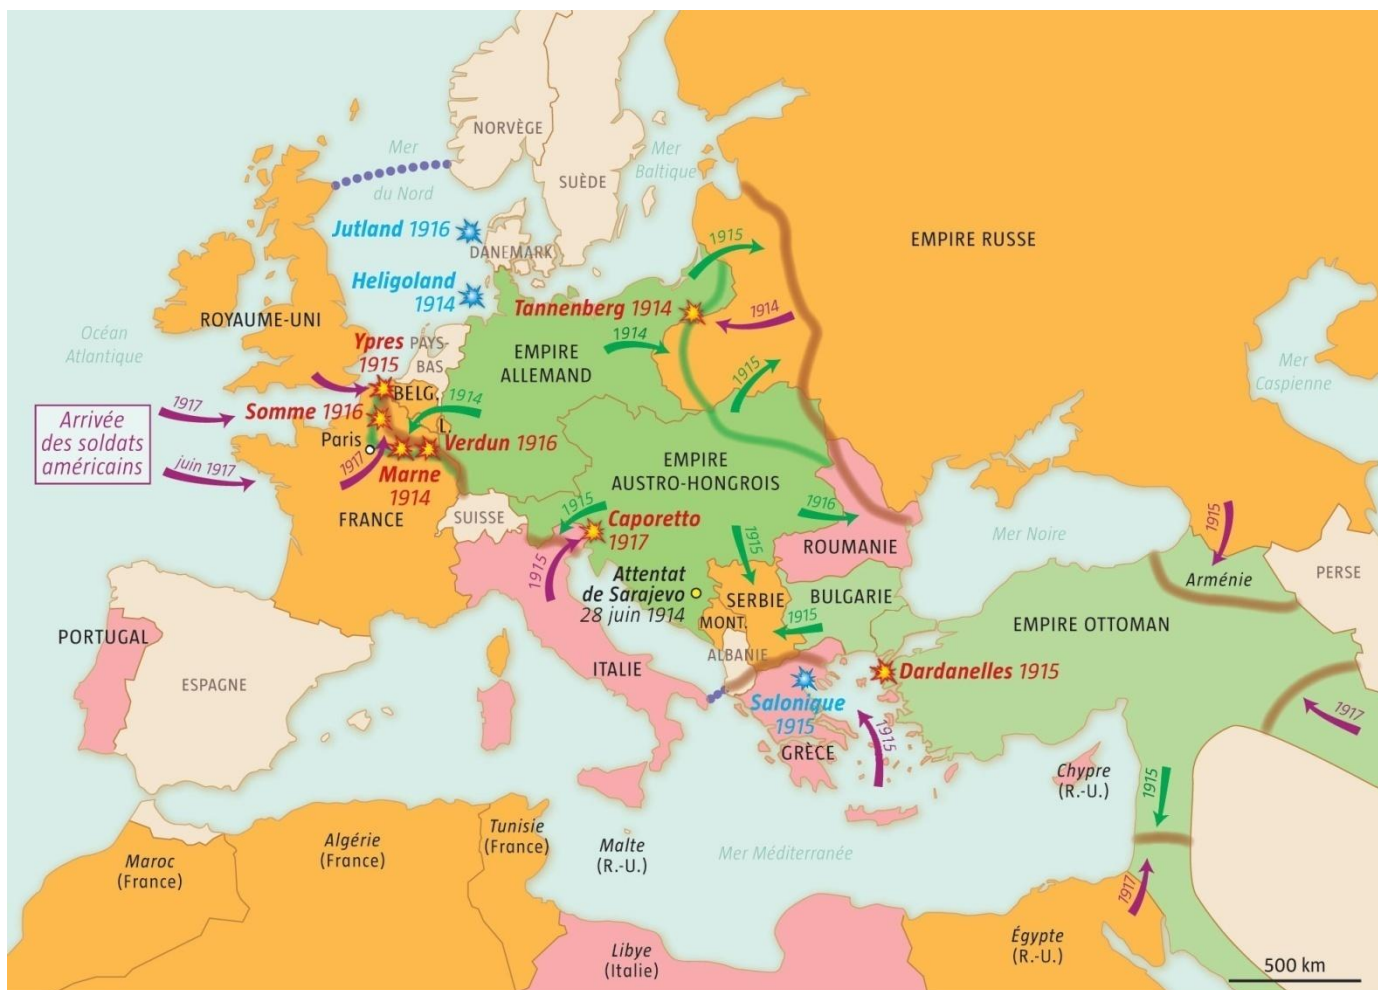 NORVÈGE
SUÈDE
Mer
Baltique
Mer
du Nord
EMPIRE RUSSE
Jutland 1916
DANEMARK
Heligoland
1914
1915
Tannenberg 1914
1914
ROYAUME-UNI
Océan
Atlantique
Ypres
1915
PAYS-
BAS
EMPIRE
ALLEMAND
1914
1915
Mer
Caspienne
BELG.
1914
L.
1917
Somme 1916
Arrivée
des soldats
américains
Paris
Verdun 1916
juin 1917
1917
Marne
1914
FRANCE
EMPIRE
AUSTRO-HONGROIS
SUISSE
1915
Caporetto
1917
1915
1916
ROUMANIE
Mer Noire
1915
Arménie
PERSE
1915
Attentat
de Sarajevo
28 juin 1914
SERBIE
MONT.
BULGARIE
1915
ALBANIE
EMPIRE OTTOMAN
PORTUGAL
ESPAGNE
ITALIE
Dardanelles 1915
Salonique
1915
1915
GRÈCE
1917
Chypre
(R.-U.)
1915
Maroc
(France)
Algérie
(France)
Tunisie
(France)
Malte
(R.-U.)
Mer Méditerranée
1917
Libye
(Italie)
Égypte
(R.-U.)
500 km